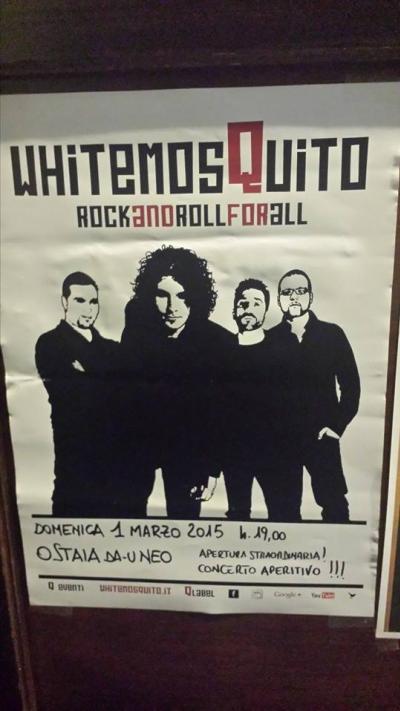 WHITEMOSQUITO
ROCKANDROLLFORALL
DOMENICA 1 MARZO 2015 h. 19,00
OSTAIA DA-U NEO APERTURA STRAORDINARIA!
CONCERTO APERITIVO !!!
Q EVENTI WHITEMOSQUITO.IT QLABEL f Google+ YouTube